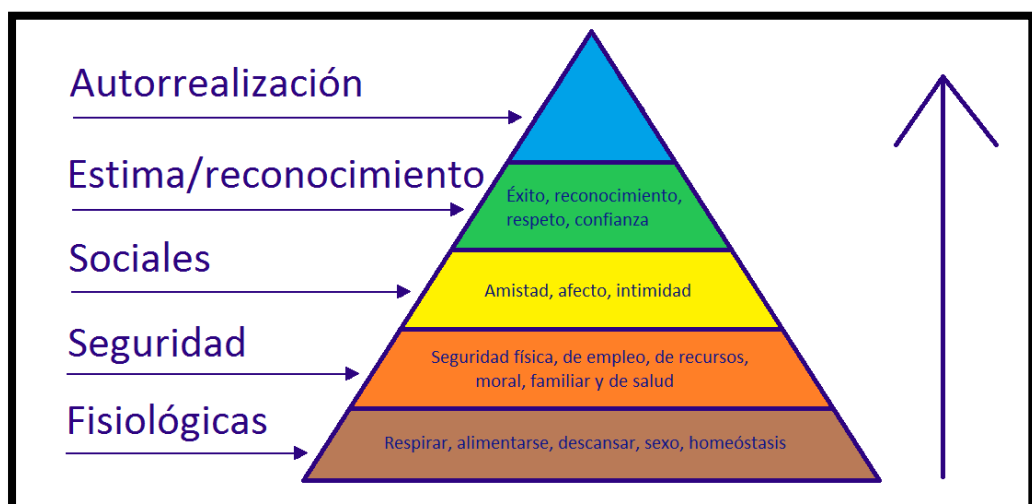 Autorrealización
Estima/reconocimiento
Éxito, reconocimiento,
respeto, confianza
Sociales
Amistad, afecto, intimidad
Seguridad
Seguridad física, de empleo, de recursos,
moral, familiar y de salud
Fisiológicas
Respirar, alimentarse, descansar, sexo, homeóstasis